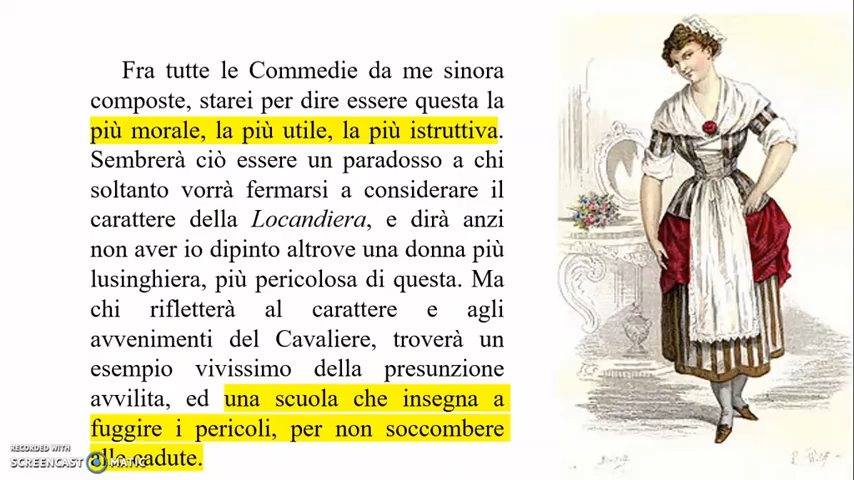 Fra tutte le Commedie da me sinora
composte, starei per dire essere questa la
più morale, la più utile, la più istruttiva.
Sembrerà ciò essere un paradosso a chi
soltanto vorrà fermarsi a considerare il
carattere della Locandiera, e dirà anzi
non aver io dipinto altrove una donna più
lusinghiera, più pericolosa di questa. Ma
chi rifletterà al carattere e agli
avvenimenti del Cavaliere, troverà un
esempio vivissimo della presunzione
avvilita, ed una scuola che insegna a
fuggire i pericoli, per non soccombere
alle cadute.
RECORDED WITH
SCREENCAST MATIC